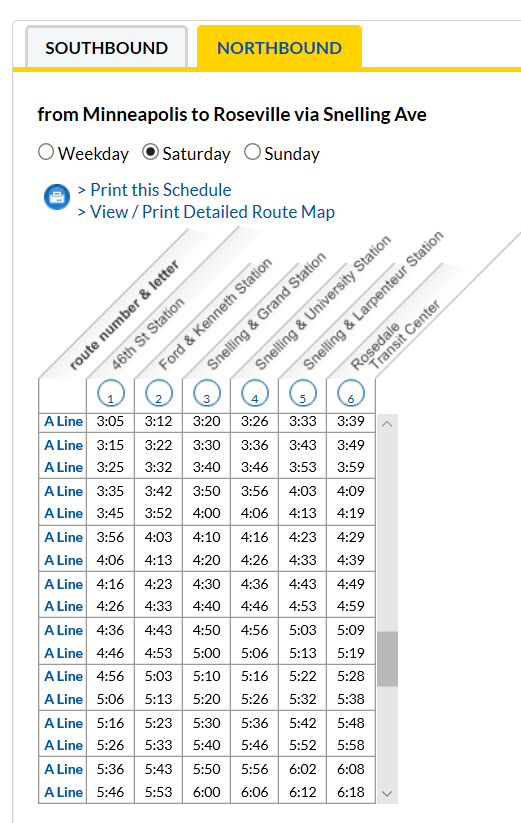 SOUTHBOUND NORTHBOUND
from Minneapolis to Roseville via Snelling Ave
Weekday Saturday Sunday
> Print this Schedule
> View / Print Detailed Route Map
route number & letter
46th St Station
Ford & Kenneth Station
Snelling & Grand Station
Snelling & University Station
Snelling & Larpenteur Station
Rosedale
Transit Center
1 2 3 4 5 6
A Line 3:05 3:12 3:20 3:26 3:33 3:39
A Line 3:15 3:22 3:30 3:36 3:43 3:49
A Line 3:25 3:32 3:40 3:46 3:53 3:59
A Line 3:35 3:42 3:50 3:56 4:03 4:09
A Line 3:45 3:52 4:00 4:06 4:13 4:19
A Line 3:56 4:03 4:10 4:16 4:23 4:29
A Line 4:06 4:13 4:20 4:26 4:33 4:39
A Line 4:16 4:23 4:30 4:36 4:43 4:49
A Line 4:26 4:33 4:40 4:46 4:53 4:59
A Line 4:36 4:43 4:50 4:56 5:03 5:09
A Line 4:46 4:53 5:00 5:06 5:13 5:19
A Line 4:56 5:03 5:10 5:16 5:22 5:28
A Line 5:06 5:13 5:20 5:26 5:32 5:38
A Line 5:16 5:23 5:30 5:36 5:42 5:48
A Line 5:26 5:33 5:40 5:46 5:52 5:58
A Line 5:36 5:43 5:50 5:56 6:02 6:08
A Line 5:46 5:53 6:00 6:06 6:12 6:18